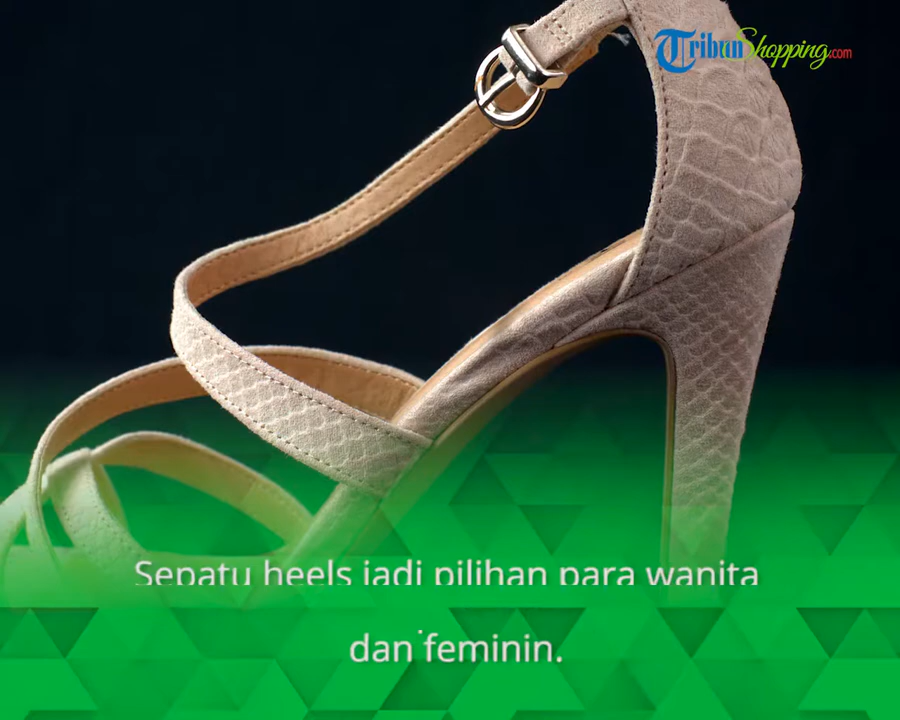 TribunShopping.com
Sepatu heels jadi pilihan para wanita
dan feminin.